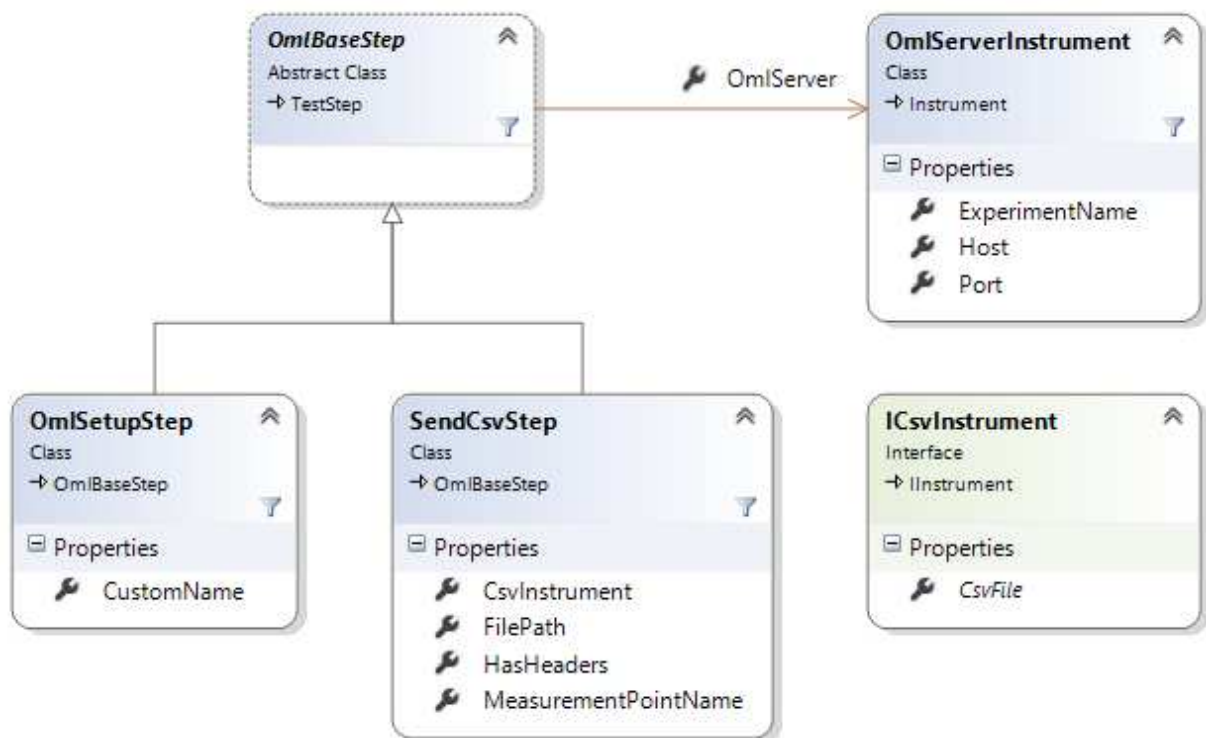 OmlBaseStep
Abstract Class
TestStep
OmlServer
OmlServerInstrument
Class
Instrument
Properties
ExperimentName
Host
Port
OmlSetupStep
Class
OmlBaseStep
Properties
CustomName
SendCsvStep
Class
OmlBaseStep
Properties
CsvInstrument
FilePath
HasHeaders
MeasurementPointName
ICsvInstrument
Interface
IInstrument
Properties
CsvFile